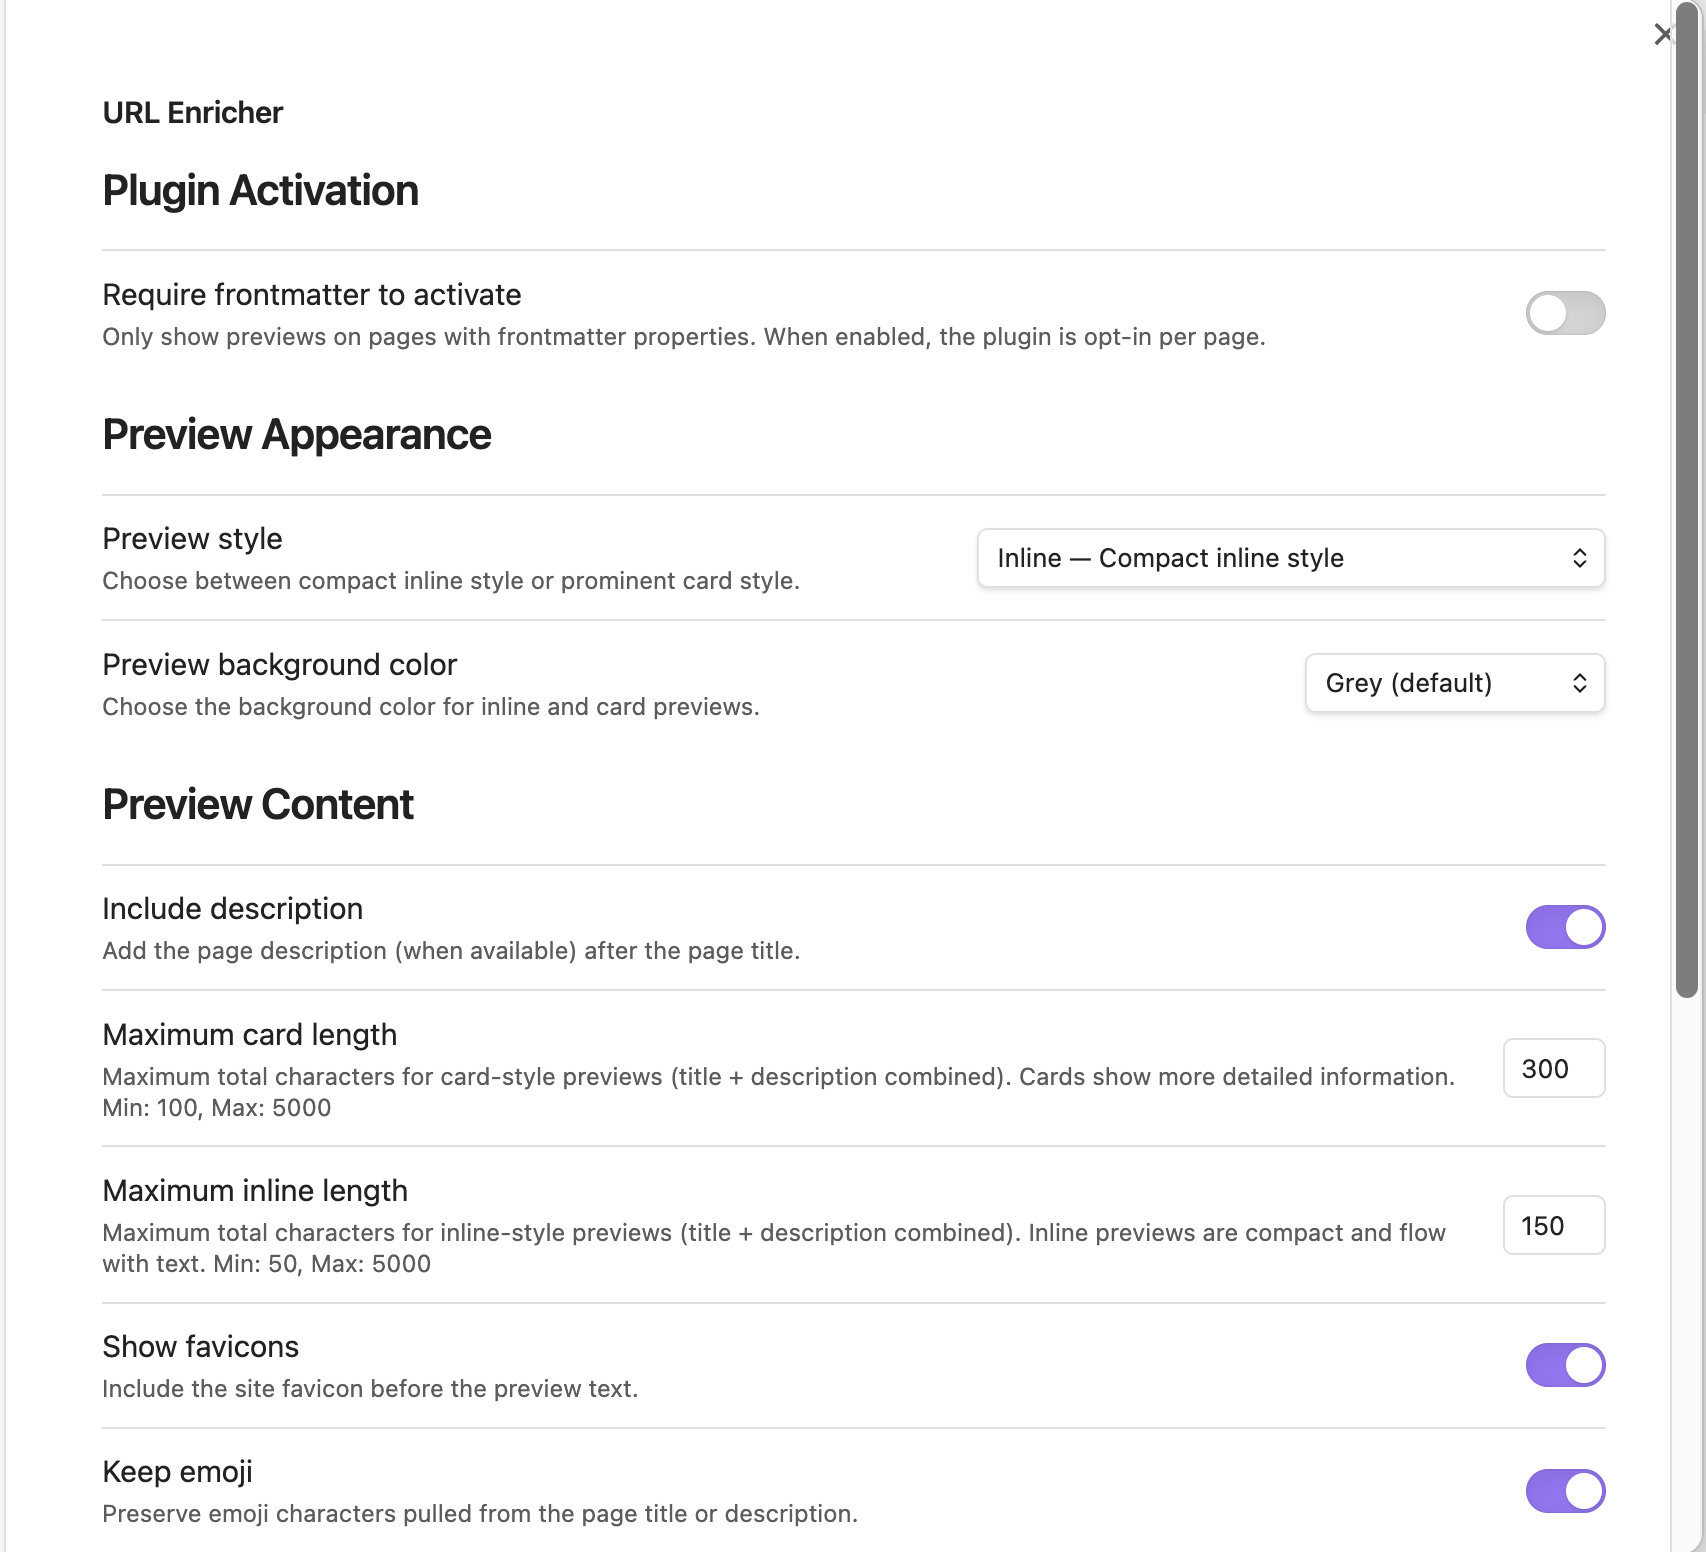 URL Enricher
Plugin Activation
Require frontmatter to activate
Only show previews on pages with frontmatter properties. When enabled, the plugin is opt-in per page.
Preview Appearance
Preview style
Choose between compact inline style or prominent card style.
Inline — Compact inline style
Preview background color
Choose the background color for inline and card previews.
Grey (default)
Preview Content
Include description
Add the page description (when available) after the page title.
Maximum card length
Maximum total characters for card-style previews (title + description combined). Cards show more detailed information.
Min: 100, Max: 5000
300
Maximum inline length
Maximum total characters for inline-style previews (title + description combined). Inline previews are compact and flow
with text. Min: 50, Max: 5000
150
Show favicons
Include the site favicon before the preview text.
Keep emoji
Preserve emoji characters pulled from the page title or description.